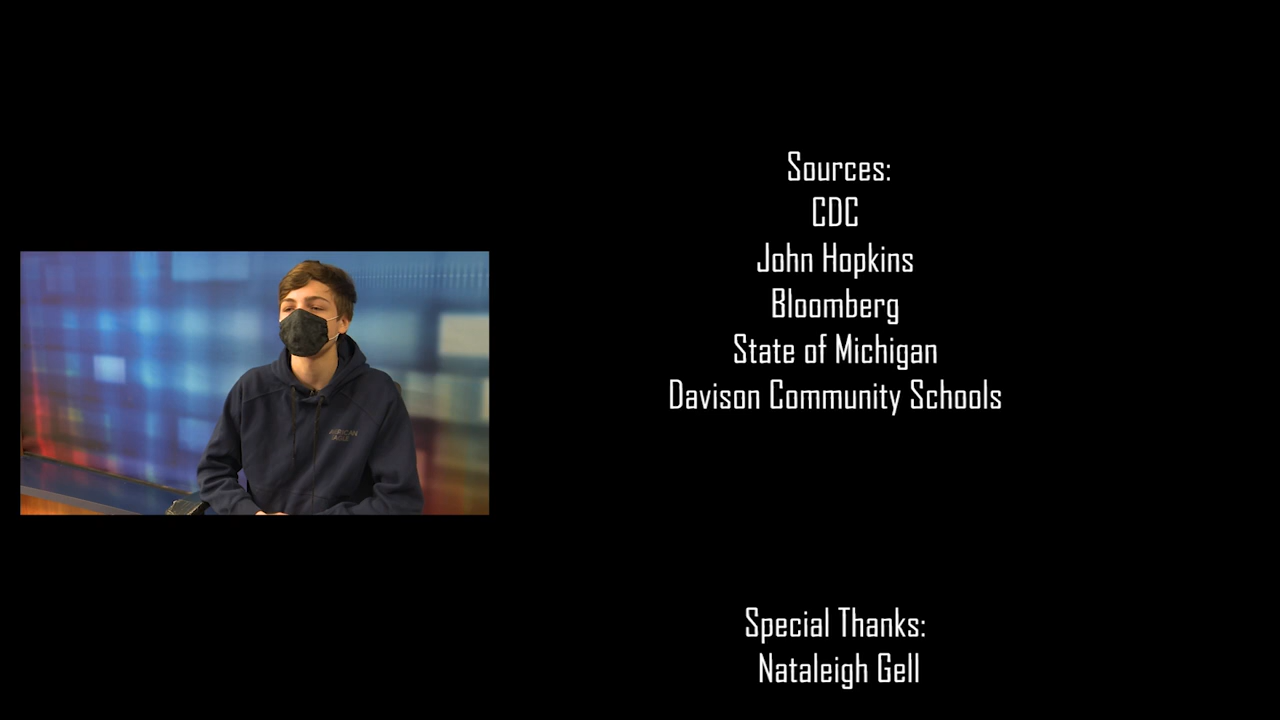 Sources:
CDC
John Hopkins
Bloomberg
State of Michigan
Davison Community Schools
Special Thanks:
Nataleigh Gell